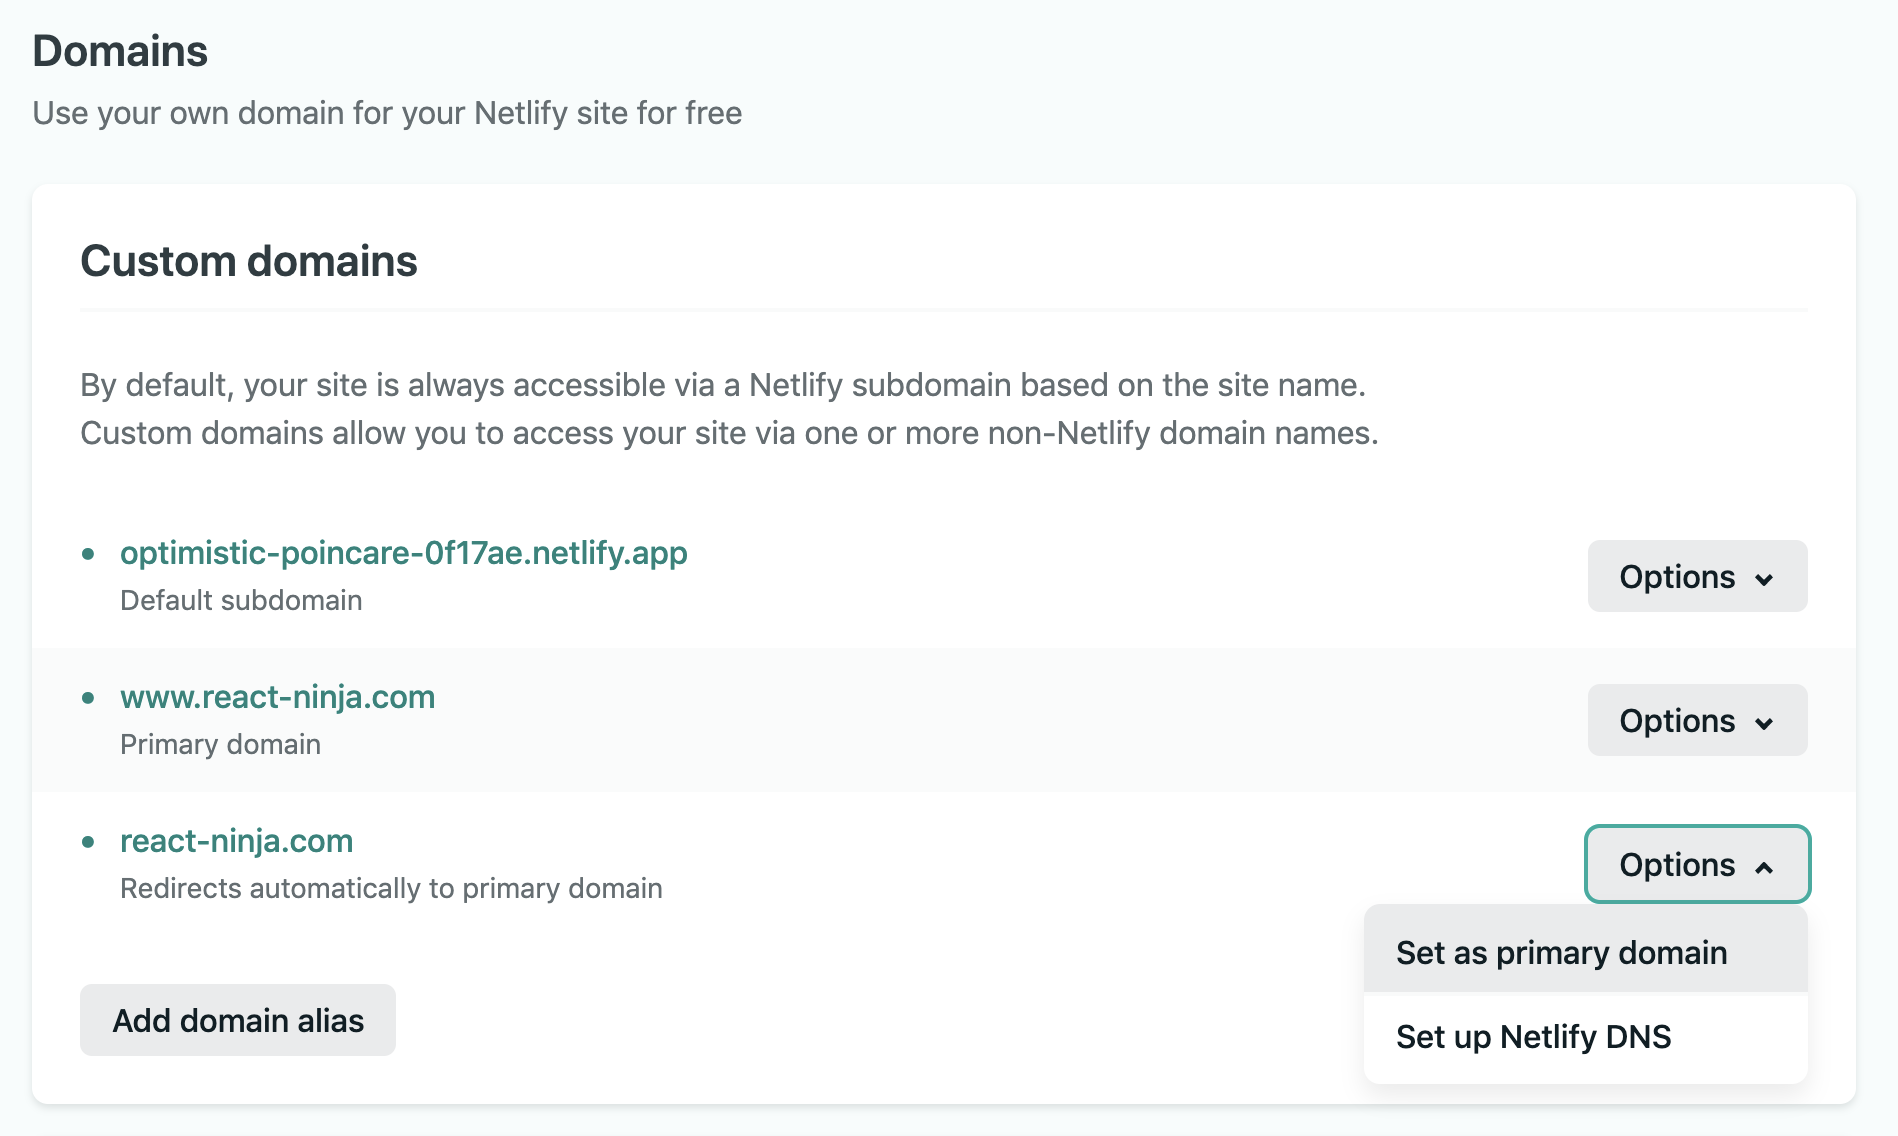 Domains
Use your own domain for your Netlify site for free
Custom domains
By default, your site is always accessible via a Netlify subdomain based on the site name.
Custom domains allow you to access your site via one or more non-Netlify domain names.
optimistic-poincare-0f17ae.netlify.app
Default subdomain
Options
www.react-ninja.com
Primary domain
Options
react-ninja.com
Redirects automatically to primary domain
Options
Set as primary domain
Set up Netlify DNS
Add domain alias